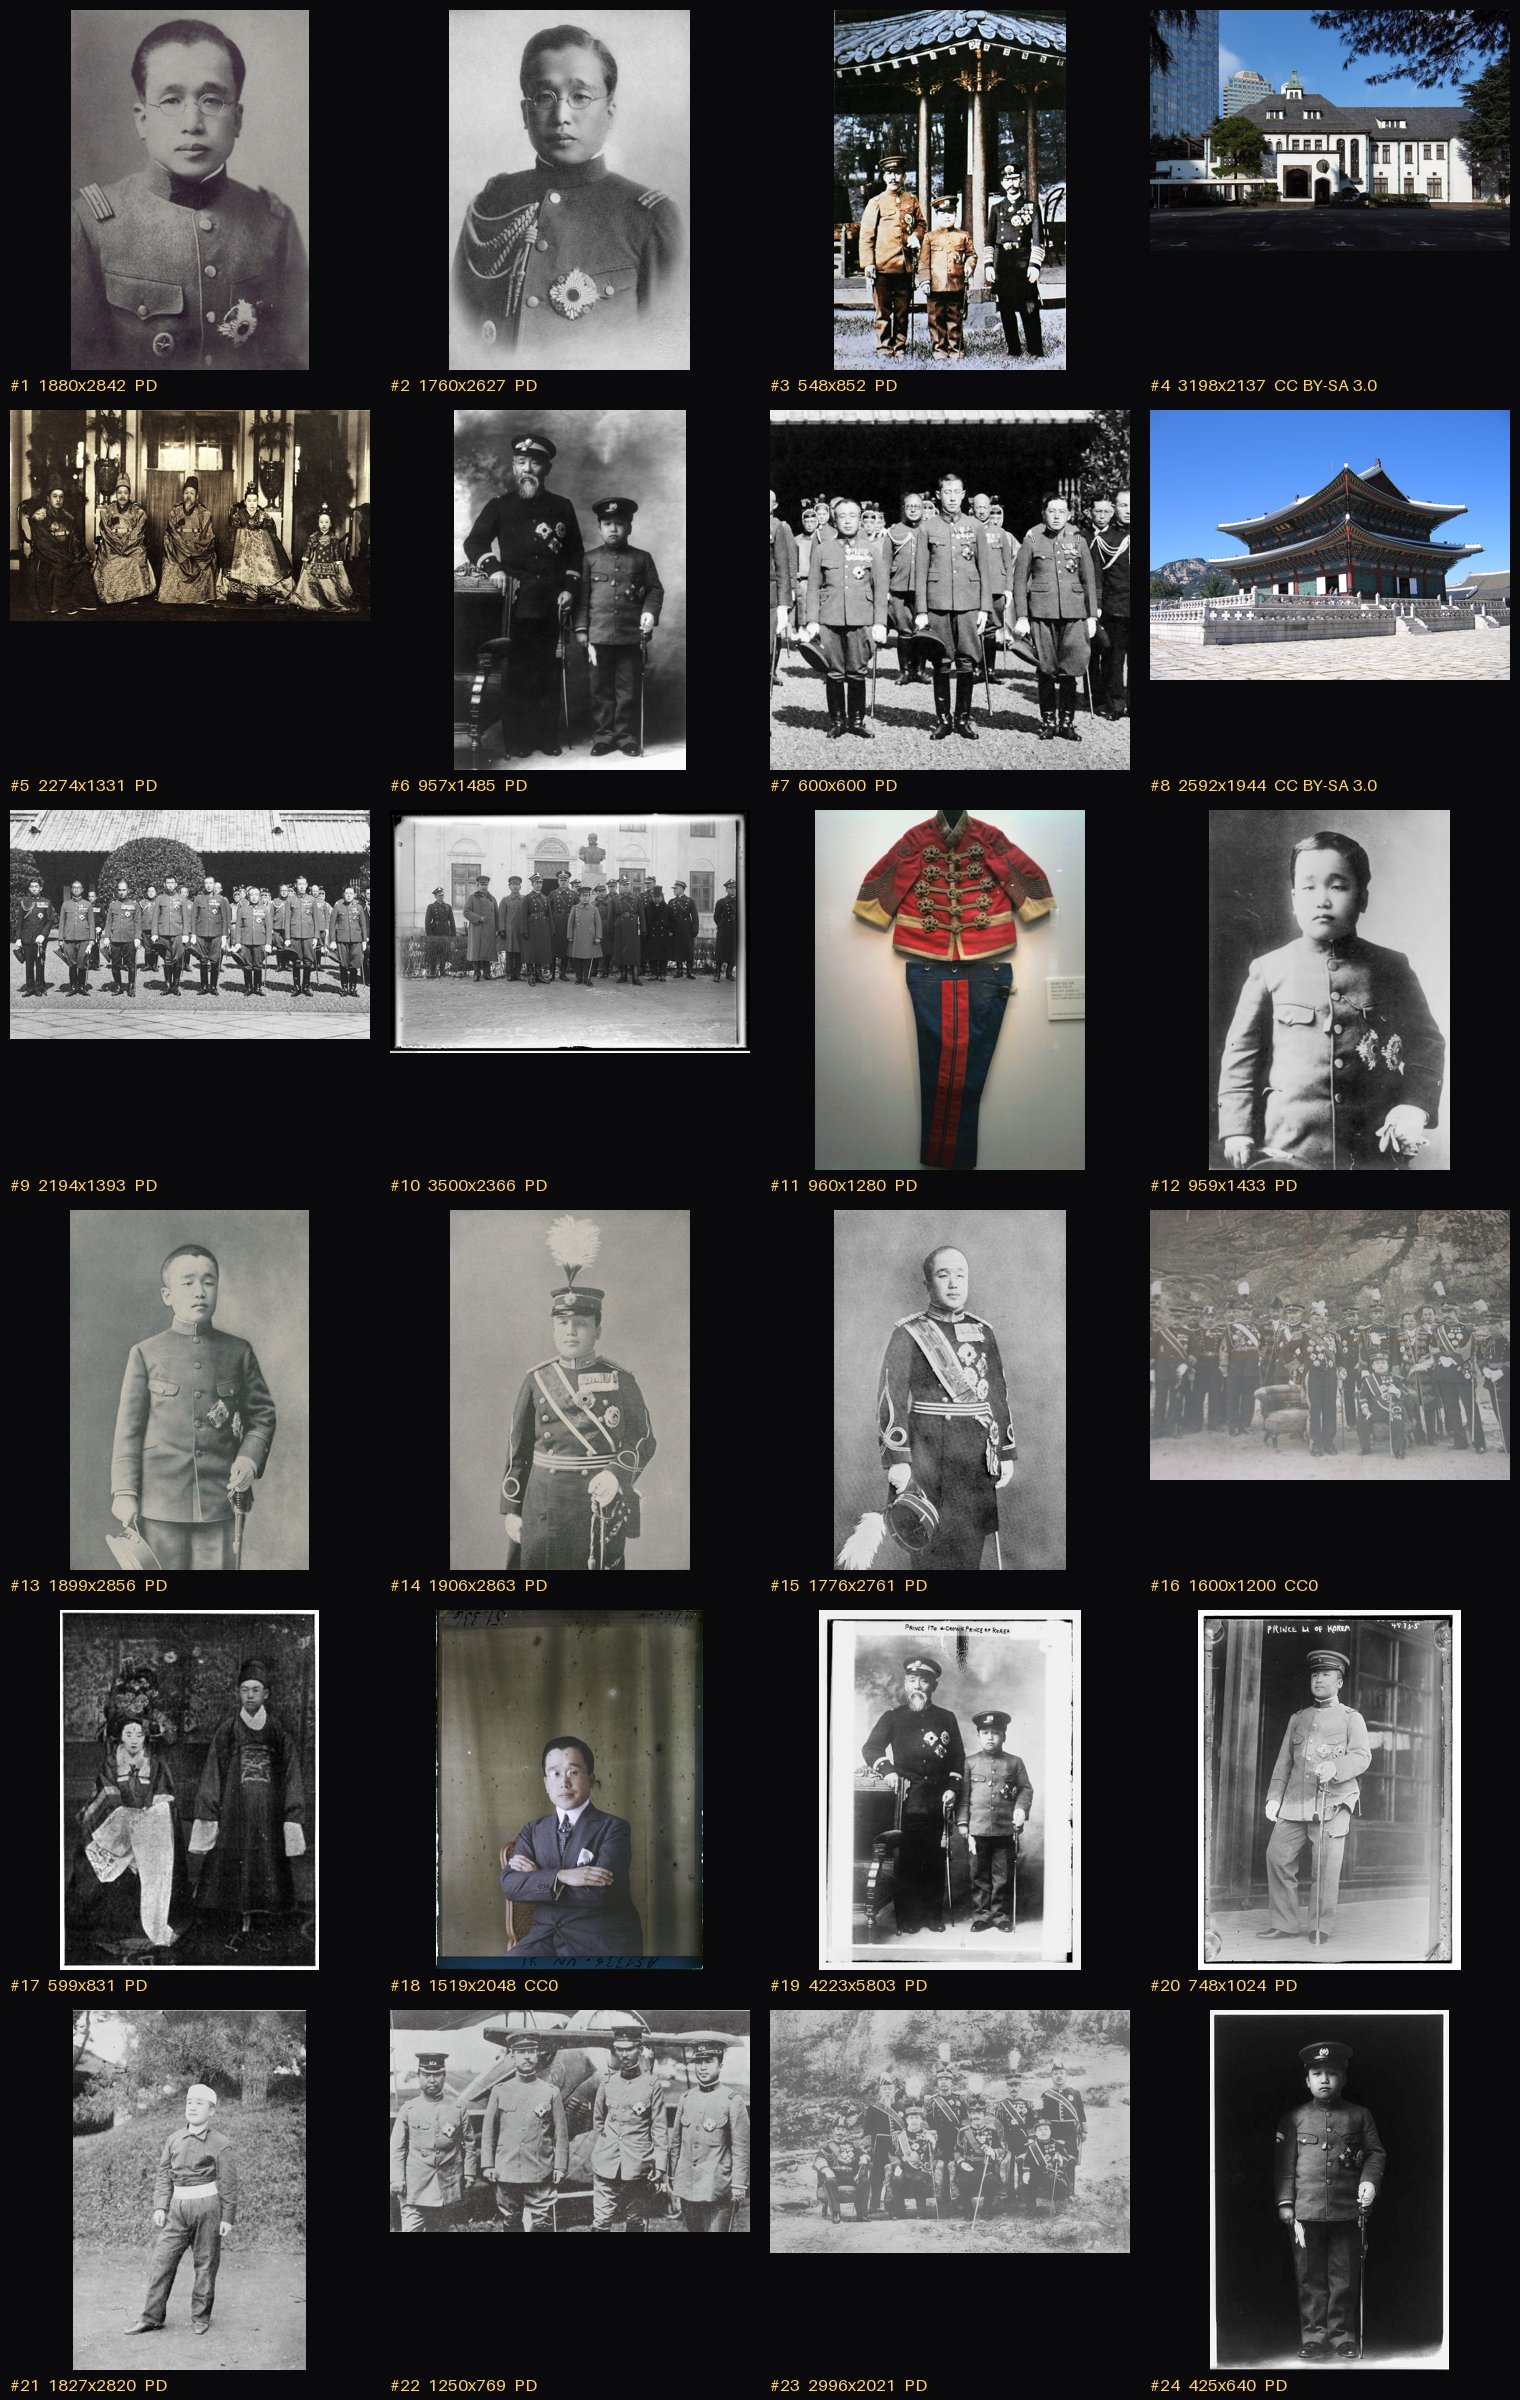 #1 1880x2842 PD
#2 1760x2627 PD
#3 548x852 PD
#4 3198x2137 CC BY-SA 3.0
#5 2274x1331 PD
#6 957x1485 PD
#7 600x600 PD
#8 2592x1944 CC BY-SA 3.0
#9 2194x1393 PD
#10 3500x2366 PD
#11 960x1280 PD
#12 959x1433 PD
#13 1899x2856 PD
#14 1906x2863 PD
#15 1776x2761 PD
#16 1600x1200 CC0
PRINCE ITO & CROWN PRINCE OF KOREA
PRINCE LI OF KOREA 4573-5
#17 599x831 PD
#18 1519x2048 CC0
#19 4223x5803 PD
#20 748x1024 PD
#21 1827x2820 PD
#22 1250x769 PD
#23 2996x2021 PD
#24 425x640 PD